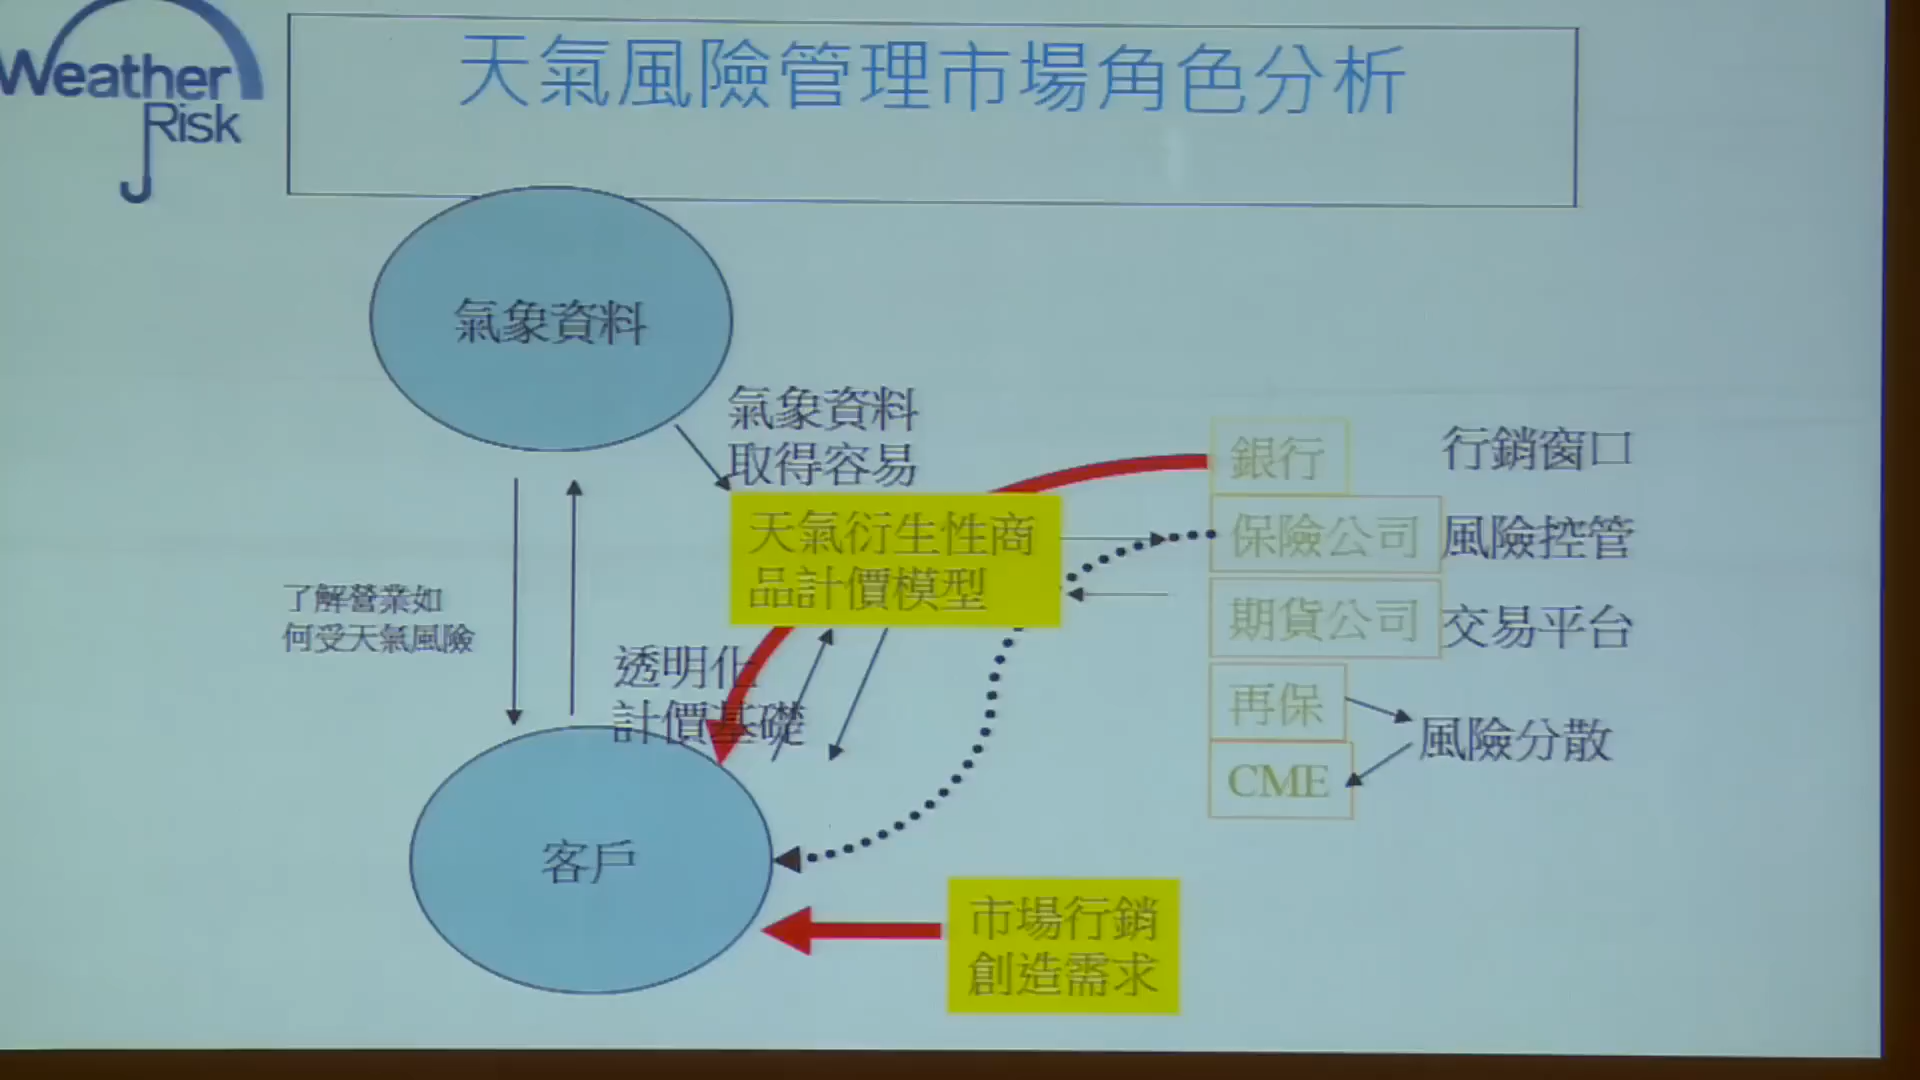 Weather
Risk
天氣風險管理市場角色分析
氣象資料
氣象資料
取得容易
天氣衍生性商
品計價模型
銀行
行銷窗口
保險公司
風險控管
期貨公司
交易平台
再保
風險分散
CME
了解營業如
何受天氣風險
透明化
計價基礎
客戶
市場行銷
創造需求